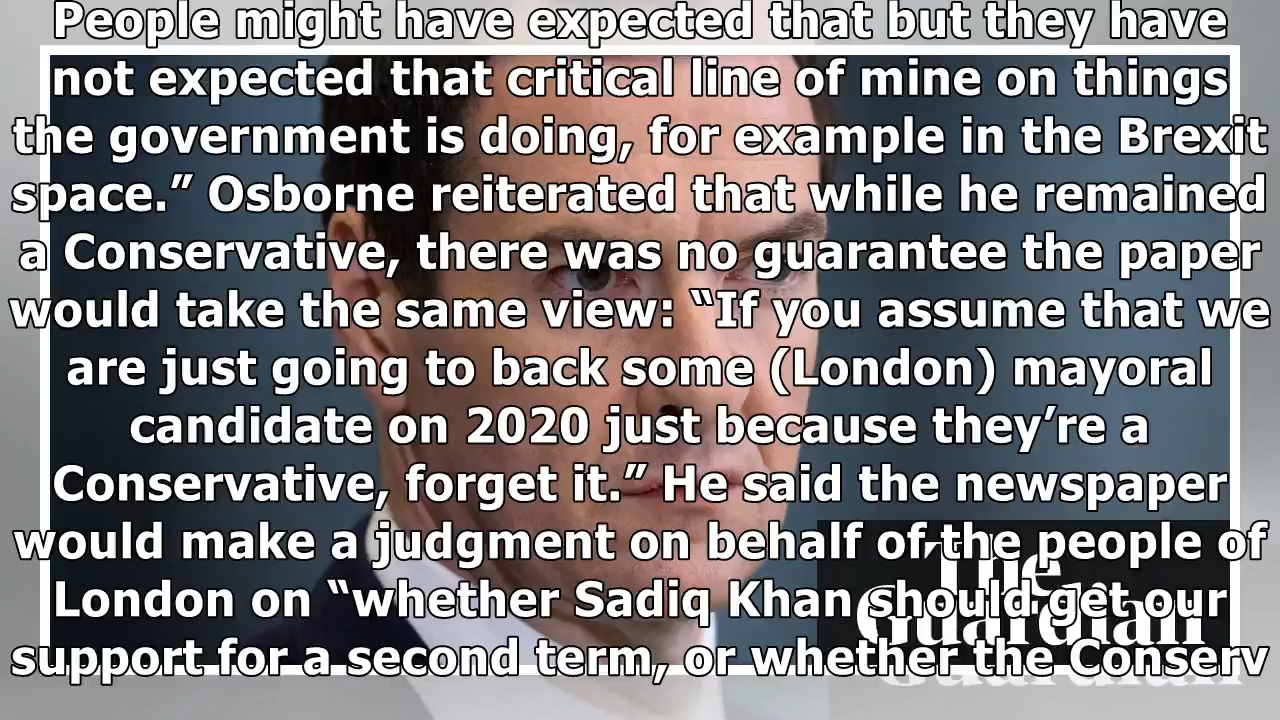 People might have expected that but they have
not expected that critical line of mine on things
the government is doing, for example in the Brexit
space.” Osborne reiterated that while he remained
a Conservative, there was no guarantee the paper
would take the same view: “If you assume that we
are just going to back some (London) mayoral
candidate on 2020 just because they’re a
Conservative, forget it.” He said the newspaper
would make a judgment on behalf of the people of
London on “whether Sadiq Khan should get our
support for a second term, or whether the Conserv
The
Guardian